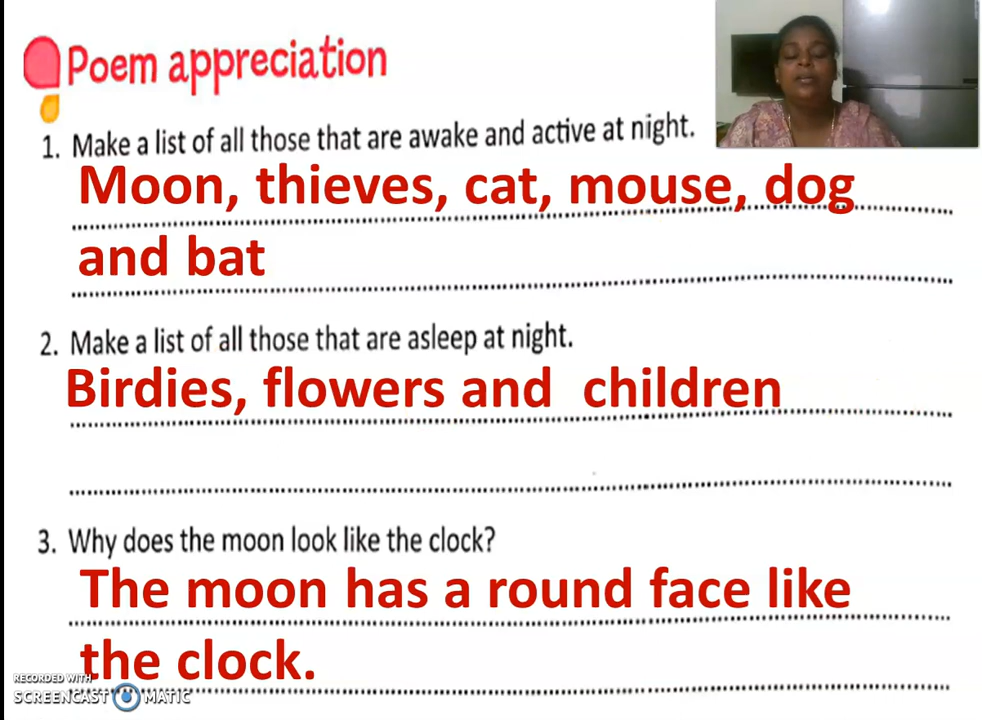 Poem appreciation
1. Make a list of all those that are awake and active at night.
Moon, thieves, cat, mouse, dog
and bat
2. Make a list of all those that are asleep at night.
Birdies, flowers and children
3. Why does the moon look like the clock?
The moon has a round face like
the clock.
RECORDED WITH
SCREENCAST MATIC